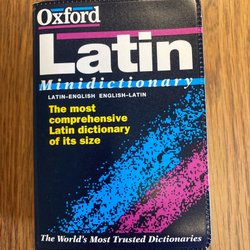 Oxford
Latin
Minidictionary
LATIN-ENGLISH ENGLISH-LATIN
The most
comprehensive
Latin dictionary
of its size
The World's Most Trusted Dictionaries